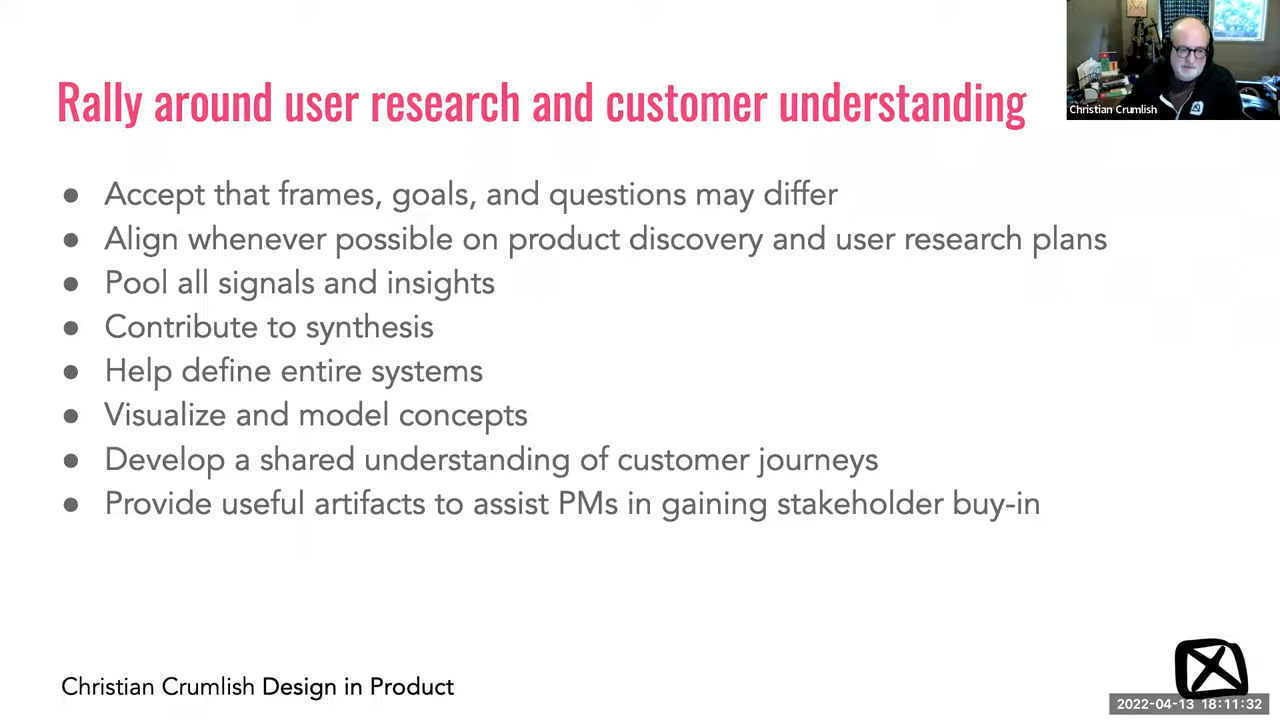 Rally around user research and customer understanding
Christian Crumlish
● Accept that frames, goals, and questions may differ
● Align whenever possible on product discovery and user research plans
● Pool all signals and insights
● Contribute to synthesis
● Help define entire systems
● Visualize and model concepts
● Develop a shared understanding of customer journeys
● Provide useful artifacts to assist PMs in gaining stakeholder buy-in
Christian Crumlish Design in Product
2022-04-13 18:11:32